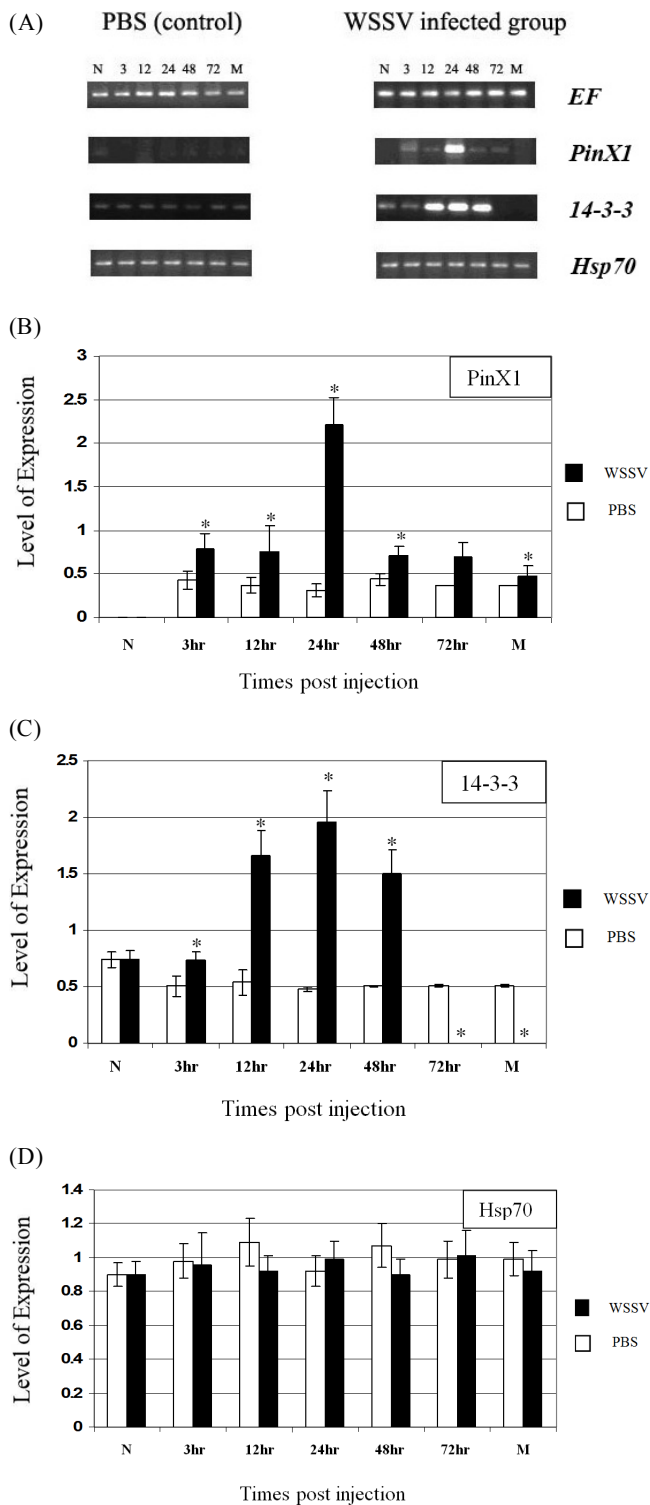 (A)
PBS (control) WSSV infected group
N 3 12 24 48 72 M N 3 12 24 48 72 M
EF
PinX1
14-3-3
Hsp70
(B)
3
PinX1
2.5
*
2
1.5
1
* * * *
0.5
0
Level of Expression
WSSV
PBS
N 3hr 12hr 24hr 48hr 72hr M
Times post injection
(C)
2.5
14-3-3
*
2
* *
1.5
1
*
0.5
* *
0
Level of Expression
WSSV
PBS
N 3hr 12hr 24hr 48hr 72hr M
Times post injection
(D)
1.4
Hsp70
1.2
1
0.8
0.6
0.4
0.2
0
Level of Expression
WSSV
PBS
N 3hr 12hr 24hr 48hr 72hr M
Times post injection